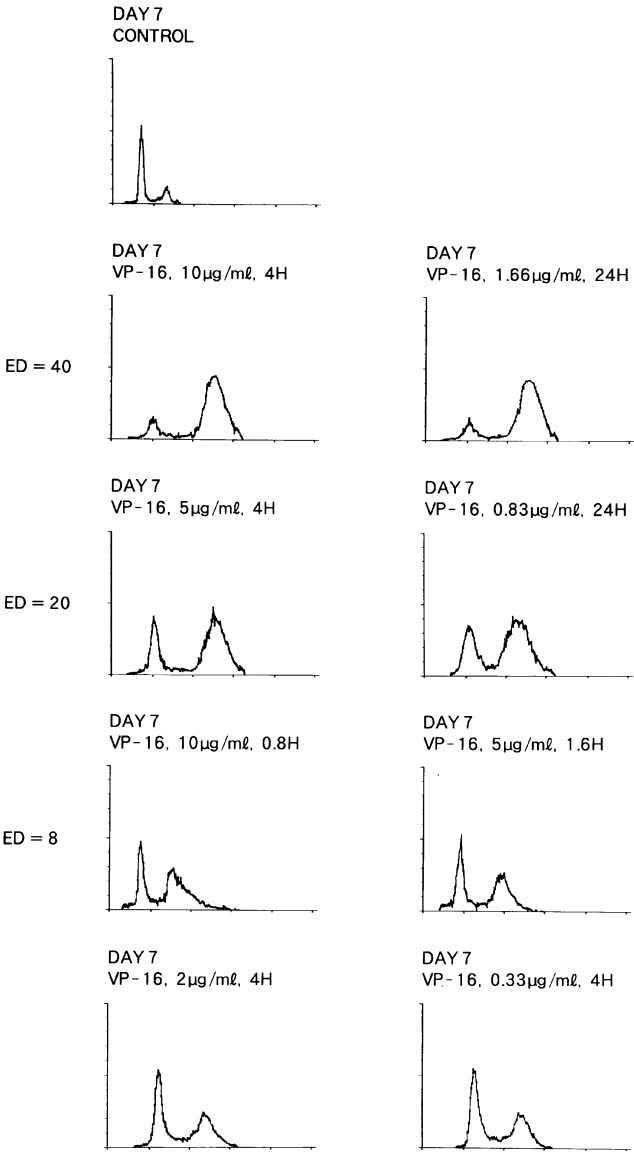 DAY 7
CONTROL
DAY 7
VP-16, 10µg/mℓ, 4H
DAY 7
VP-16, 1.66µg/mℓ, 24H
ED = 40
DAY 7
VP-16, 5µg/mℓ, 4H
DAY 7
VP-16, 0.83µg/mℓ, 24H
ED = 20
DAY 7
VP-16, 10µg/mℓ, 0.8H
DAY 7
VP-16, 5µg/mℓ, 1.6H
ED = 8
DAY 7
VP-16, 2µg/mℓ, 4H
DAY 7
VP-16, 0.33µg/mℓ, 4H